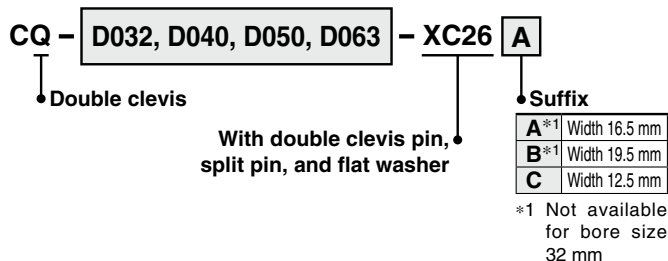 CQ – D032, D040, D050, D063 – XC26 A
Double clevis
With double clevis pin,
split pin, and flat washer
Suffix
A*1 Width 16.5 mm
B*1 Width 19.5 mm
C Width 12.5 mm
*1 Not available
for bore size
32 mm